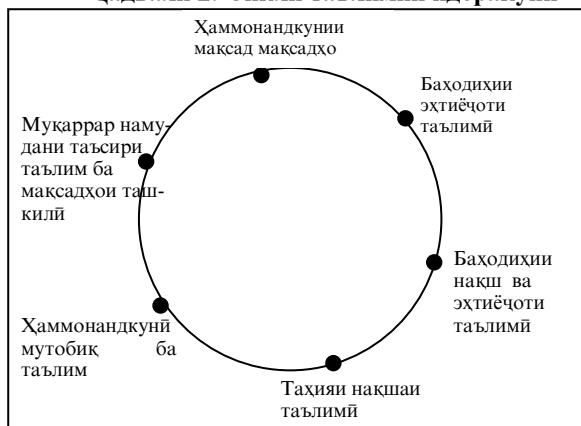 Ҳаммонандкунии
мақсад мақсадҳо
Баҳодиҳии
эҳтиёҷоти
таълимӣ
Баҳодиҳии
нақш ва
эҳтиёҷоти
таълимӣ
Таҳияи нақшаи
таълимӣ
Ҳаммонандкунӣ
мутобиқ ба
таълим
Муқаррар наму-
дани таъсири
таълим ба
мақсадҳои таш-
килӣ